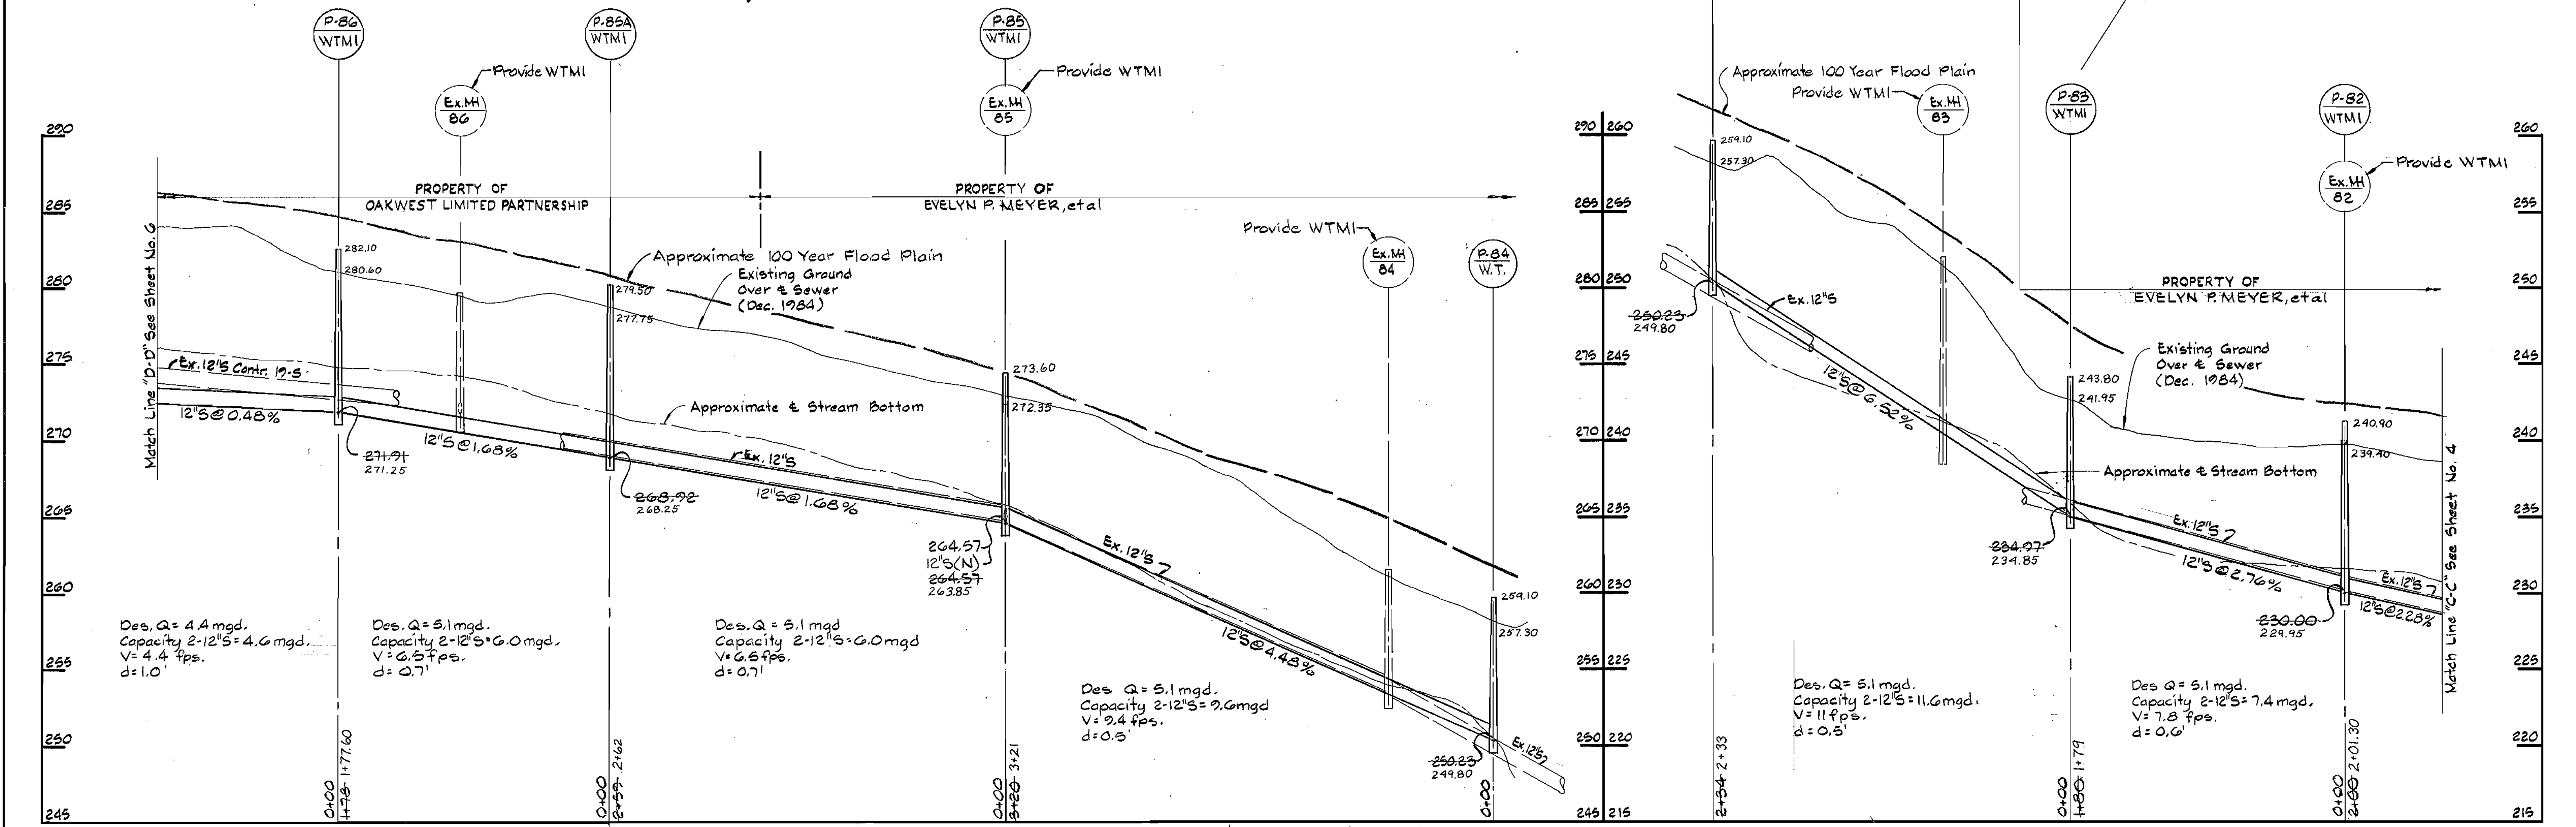 P-86
WTMI
P-85A
WTMI
P-85
WTMI
Provide WTMI
Ex.MH
86
Provide WTMI
Ex.MH
85
Approximate 100 Year Flood Plain
Provide WTMI
Ex.MH
83
P-83
WTMI
P-82
WTMI
Provide WTMI
Ex.MH
82
290
285
280
275
270
265
260
255
250
245
Match Line "D-D" See Sheet No. 6
PROPERTY OF
OAKWEST LIMITED PARTNERSHIP
PROPERTY OF
EVELYN P. MEYER, etal
282.10
280.60
279.50
277.75
Approximate 100 Year Flood Plain
Existing Ground
Over ℄ Sewer
(Dec. 1984)
273.60
272.35
Provide WTMI
Ex.MH
84
P-84
W.T.
Ex. 12"S Contr. 19-S
12"S@0.48%
271.91
271.25
12"S@1.68%
Approximate ℄ Stream Bottom
Ex. 12"S
268.92
268.25
12"S@1.68%
264.57
12"S(N)
264.57
263.85
Ex. 12"S
12"S@4.48%
259.10
257.30
250.23
249.80
Ex.12"S
Des. Q= 4.4 mgd.
Capacity 2-12"S=4.6 mgd.
V= 4.4 fps.
d=1.0'
Des. Q= 5.1 mgd.
Capacity 2-12"S=6.0 mgd.
V=6.5 fps.
d=0.7'
Des. Q= 5.1 mgd
Capacity 2-12"S=6.0 mgd
V=6.5 fps.
d=0.7'
Des Q= 5.1 mgd.
Capacity 2-12"S=9.6mgd
V=9.4 fps.
d=0.5'
0+00
1+78 1+77.60
0+00
2+59 2+62
0+00
3+20 3+21
0+00
290 260
285 255
280 250
275 245
270 240
265 235
260 230
255 225
250 220
245 215
259.10
257.30
250.23
249.80
Ex.12"S
12"S@6.52%
PROPERTY OF
EVELYN P. MEYER, etal
Existing Ground
Over ℄ Sewer
(Dec. 1984)
243.80
241.95
240.90
239.40
Approximate ℄ Stream Bottom
234.97
234.85
Ex. 12"S
12"S@2.76%
230.00
229.95
Ex.12"S
12"S@2.28%
Match Line "C-C" See Sheet No. 4
Des. Q= 5.1 mgd.
Capacity 2-12"S=11.6mgd.
V=11 fps.
d=0.5'
Des Q= 5.1 mgd.
Capacity 2-12"S= 7.4 mgd.
V= 7.8 fps.
d= 0.6'
2+34 2+33
0+00
1+80 1+79
0+00
2+00 2+01.30
260
255
250
245
240
235
230
225
220
215